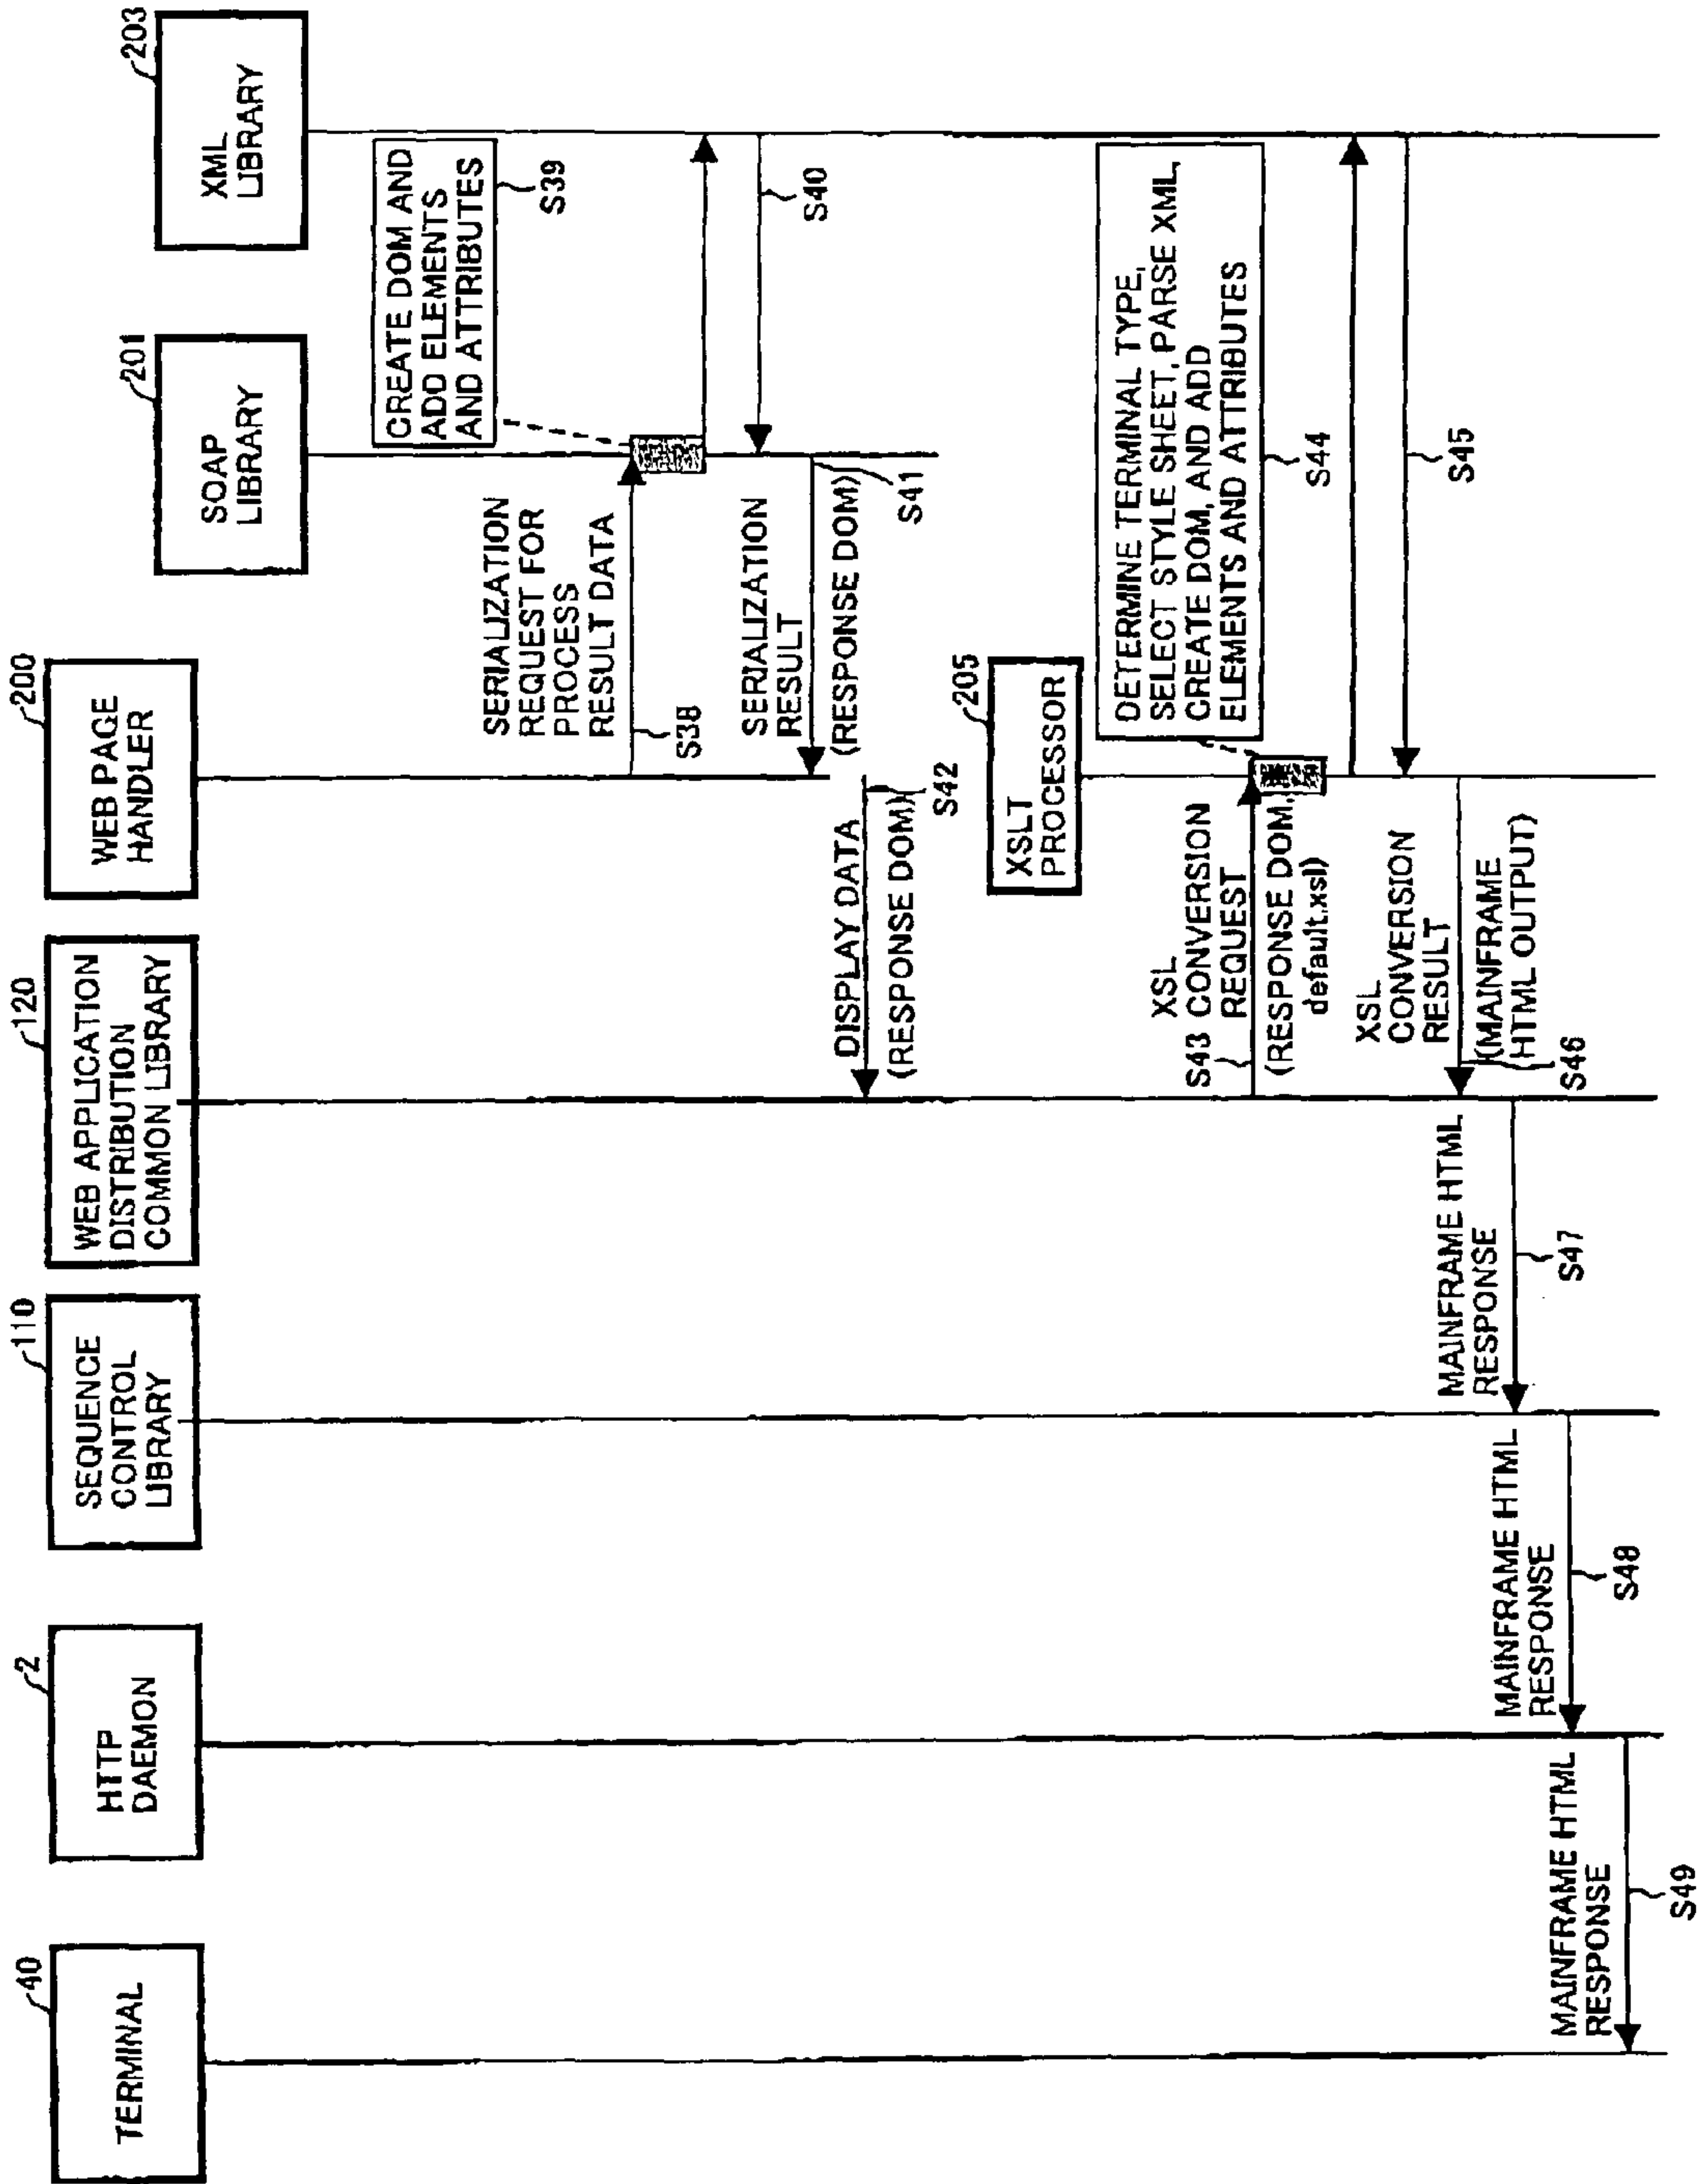 40
TERMINAL
2
HTTP
DAEMON
110
SEQUENCE
CONTROL
LIBRARY
120
WEB APPLICATION
DISTRIBUTION
COMMON LIBRARY
200
WEB PAGE
HANDLER
201
SOAP
LIBRARY
203
XML
LIBRARY
SERIALIZATION
REQUEST FOR
PROCESS
RESULT DATA
S38
CREATE DOM AND
ADD ELEMENTS
AND ATTRIBUTES
S39
S40
SERIALIZATION
RESULT
(RESPONSE DOM)
S41
DISPLAY DATA
(RESPONSE DOM)
S42
205
XSLT
PROCESSOR
XSL
S43 CONVERSION
REQUEST
(RESPONSE DOM,
default.xsl)
DETERMINE TERMINAL TYPE,
SELECT STYLE SHEET, PARSE XML,
CREATE DOM, AND ADD
ELEMENTS AND ATTRIBUTES
S44
S45
XSL
CONVERSION
RESULT
(MAINFRAME
HTML OUTPUT)
S46
MAINFRAME HTML
RESPONSE
S47
MAINFRAME HTML
RESPONSE
S48
MAINFRAME HTML
RESPONSE
S49